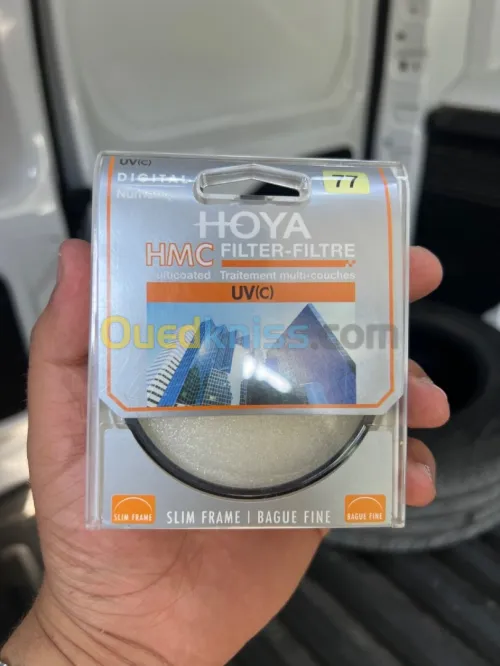 UV(C)
DIGITAL
77
HOYA
HMC FILTER-FILTRE
Traitement multi-couches
UV(C)
Ouedkniss.com
SLIM FRAME
SLIM FRAME | BAGUE FINE
BAGUE FINE